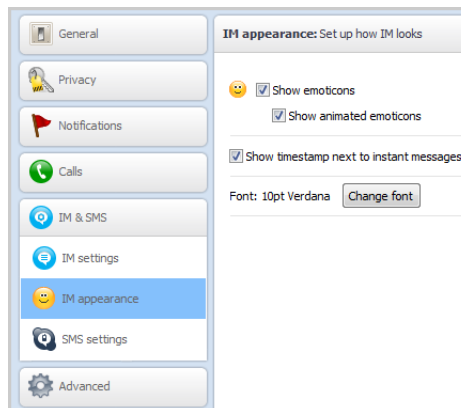 General
Privacy
Notifications
Calls
IM & SMS
IM settings
IM appearance
SMS settings
Advanced
IM appearance: Set up how IM looks
Show emoticons
Show animated emoticons
Show timestamp next to instant messages
Font: 10pt Verdana Change font